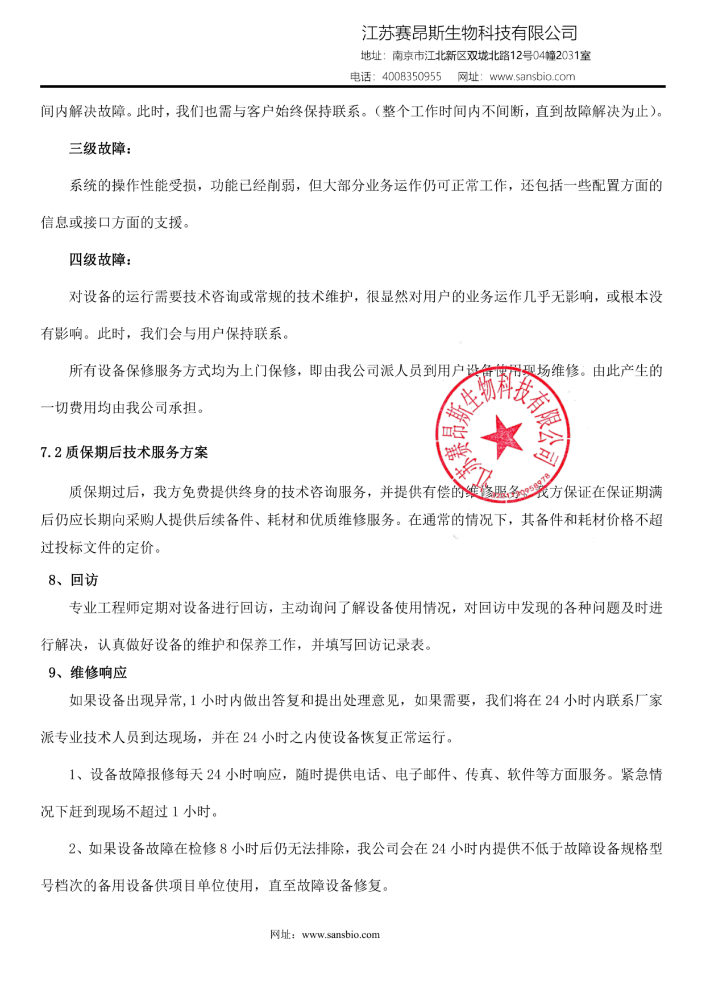 江苏赛昂斯生物科技有限公司
地址：南京市江北新区双垅北路12号04幢2031室
电话：4008350955 网址：www.sansbio.com
间内解决故障。此时，我们也需与客户始终保持联系。（整个工作时间内不间断，直到故障解决为止）。
三级故障：
系统的操作性能受损，功能已经削弱，但大部分业务运作仍可正常工作，还包括一些配置方面的
信息或接口方面的支援。
四级故障：
对设备的运行需要技术咨询或常规的技术维护，很显然对用户的业务运作几乎无影响，或根本没
有影响。此时，我们会与用户保持联系。
所有设备保修服务方式均为上门保修，即由我公司派人员到用户设备使用现场维修。由此产生的
一切费用均由我公司承担。
江苏赛昂斯生物科技有限公司
7.2 质保期后技术服务方案
质保期过后，我方免费提供终身的技术咨询服务，并提供有偿的维修服务。我方保证在保证期满
后仍应长期向采购人提供后续备件、耗材和优质维修服务。在通常的情况下，其备件和耗材价格不超
过投标文件的定价。
8、回访
专业工程师定期对设备进行回访，主动询问了解设备使用情况，对回访中发现的各种问题及时进
行解决，认真做好设备的维护和保养工作，并填写回访记录表。
9、维修响应
如果设备出现异常,1 小时内做出答复和提出处理意见，如果需要，我们将在 24 小时内联系厂家
派专业技术人员到达现场，并在 24 小时之内使设备恢复正常运行。
1、设备故障报修每天 24 小时响应，随时提供电话、电子邮件、传真、软件等方面服务。紧急情
况下赶到现场不超过 1 小时。
2、如果设备故障在检修 8 小时后仍无法排除，我公司会在 24 小时内提供不低于故障设备规格型
号档次的备用设备供项目单位使用，直至故障设备修复。
网址：www.sansbio.com